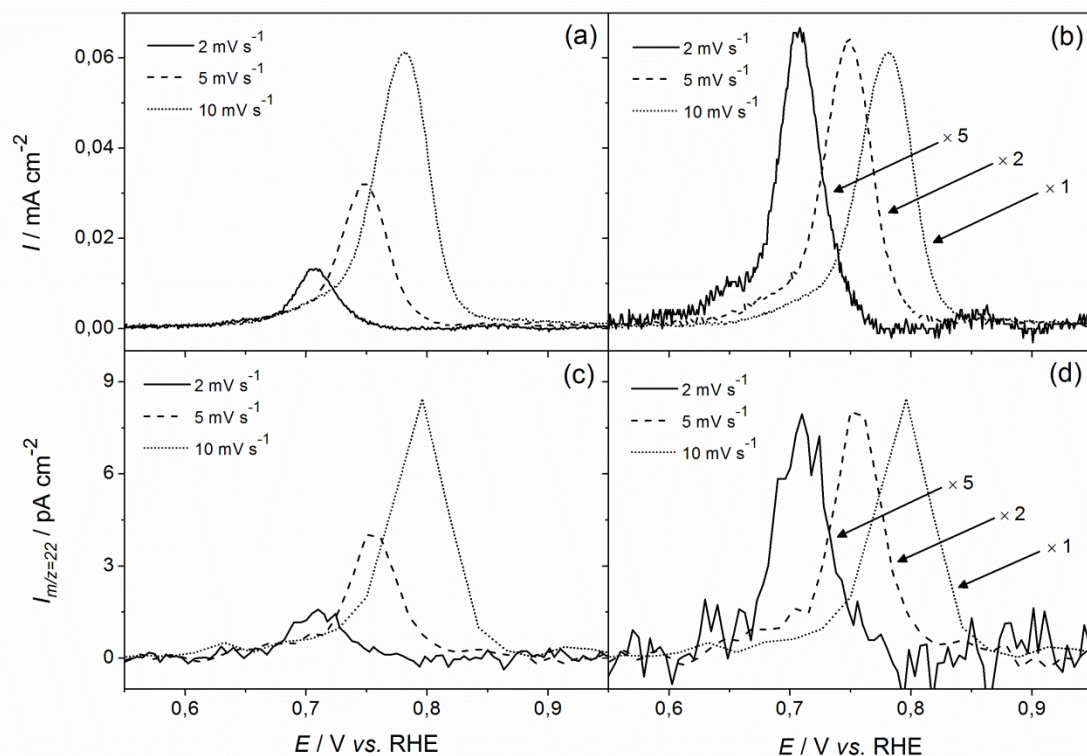 (a)
2 mV s⁻¹
5 mV s⁻¹
10 mV s⁻¹
0,06
0,04
0,02
0,00
I / mA cm⁻²
(b)
2 mV s⁻¹
5 mV s⁻¹
10 mV s⁻¹
× 5
× 2
× 1
(c)
2 mV s⁻¹
5 mV s⁻¹
10 mV s⁻¹
9
6
3
0
I m/z=22 / pA cm⁻²
0,6 0,7 0,8 0,9
E / V vs. RHE
(d)
2 mV s⁻¹
5 mV s⁻¹
10 mV s⁻¹
× 5
× 2
× 1
0,6 0,7 0,8 0,9
E / V vs. RHE